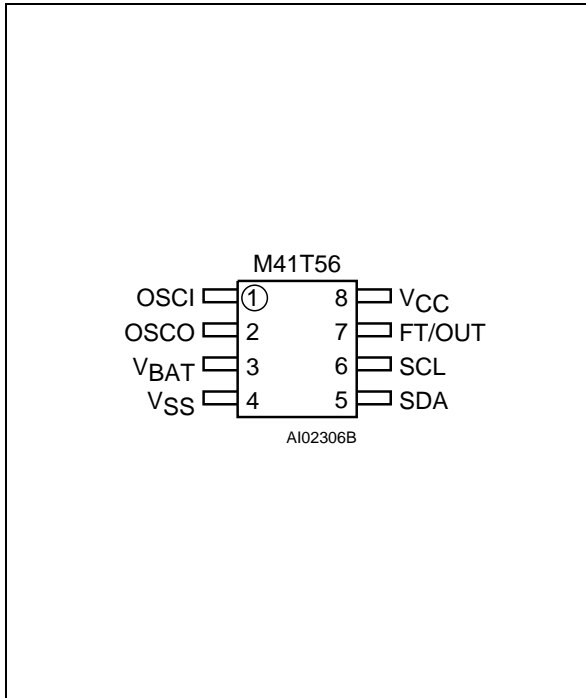 M41T56
OSCI 1 8 VCC
OSCO 2 7 FT/OUT
VBAT 3 6 SCL
VSS 4 5 SDA
AI02306B